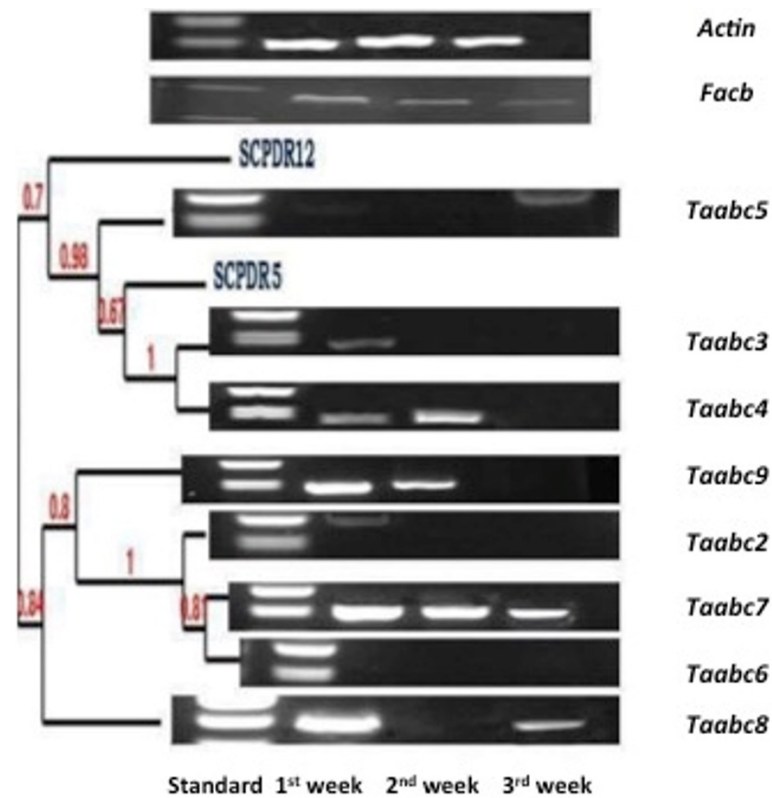 Actin
Facb
SCPDR12
0.7
Taabc5
0.98
SCPDR5
0.67
Taabc3
1
Taabc4
Taabc9
0.8
Taabc2
1
Taabc7
0.84
0.81
Taabc6
Taabc8
Standard 1st week 2nd week 3rd week